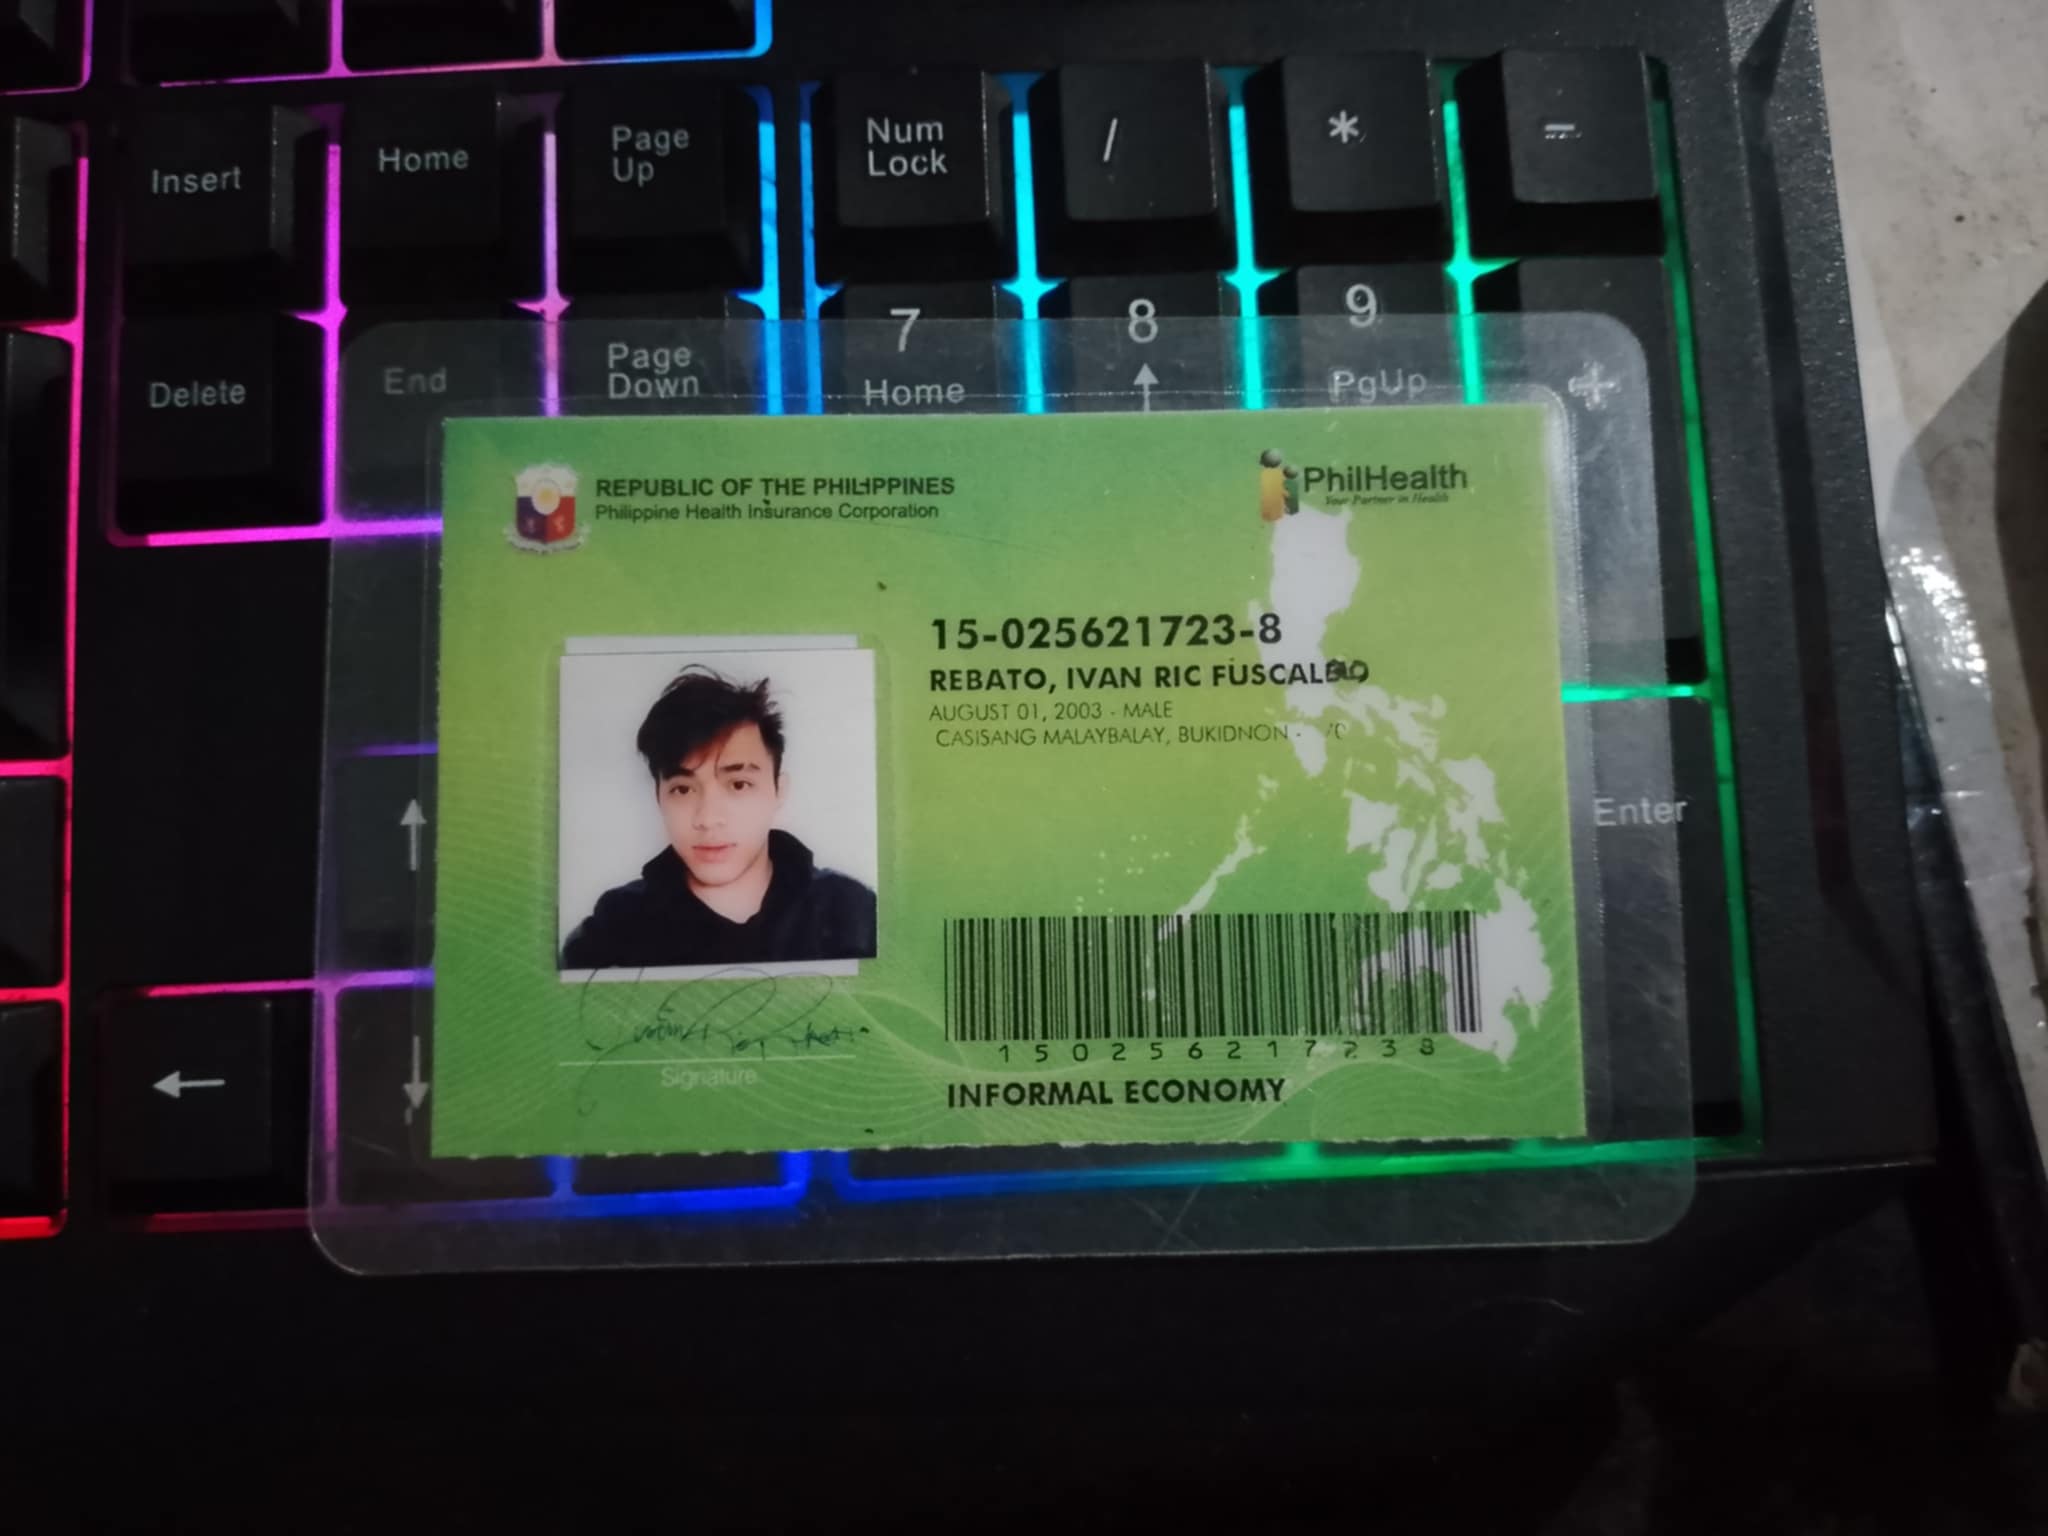 Insert
Home
Page
Up
Num
Lock
/
*
-
Delete
End
Page
Down
7
Home
8
9
PgUp
+
REPUBLIC OF THE PHILIPPINES
Philippine Health Insurance Corporation
PhilHealth
Your Partner in Health
15-025621723-8
REBATO, IVAN RIC
AUGUST 01, 2003 - MALE
CASISANG MALAYBALAY, BUKIDNON -
Enter
150256217238
Signature
INFORMAL ECONOMY